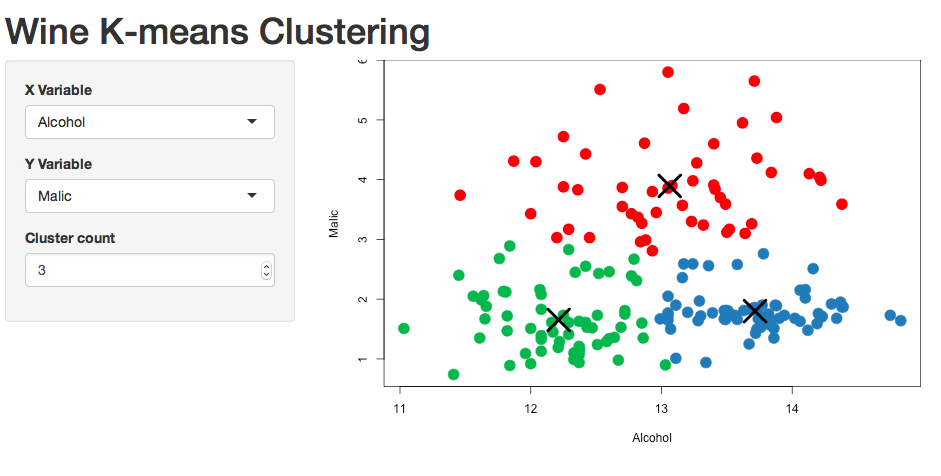 Wine K-means Clustering
X Variable
Alcohol
Y Variable
Malic
Cluster count
3
6
5
4
3
2
1
Malic
11 12 13 14
Alcohol